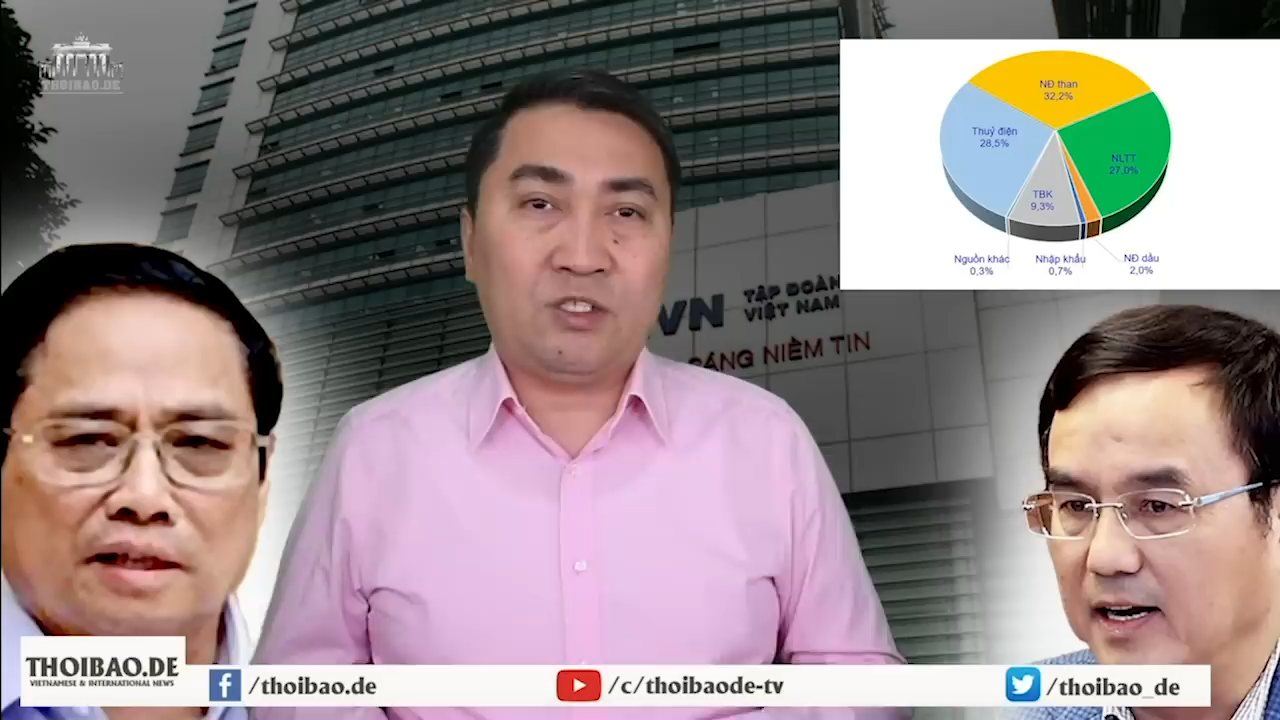 THOIBAO.DE
NĐ than
32,2%
Thuỷ điện
28,5%
NLTT
27,0%
TBK
9,3%
Nguồn khác
0,3%
Nhập khẩu
0,7%
NĐ dầu
2,0%
VN
TẬP ĐOÀN
VIỆT NAM
SÁNG NIỀM TIN
THOIBAO.DE
VIETNAMESE & INTERNATIONAL NEWS
/thoibao.de
/c/thoibaode-tv
/thoibao_de